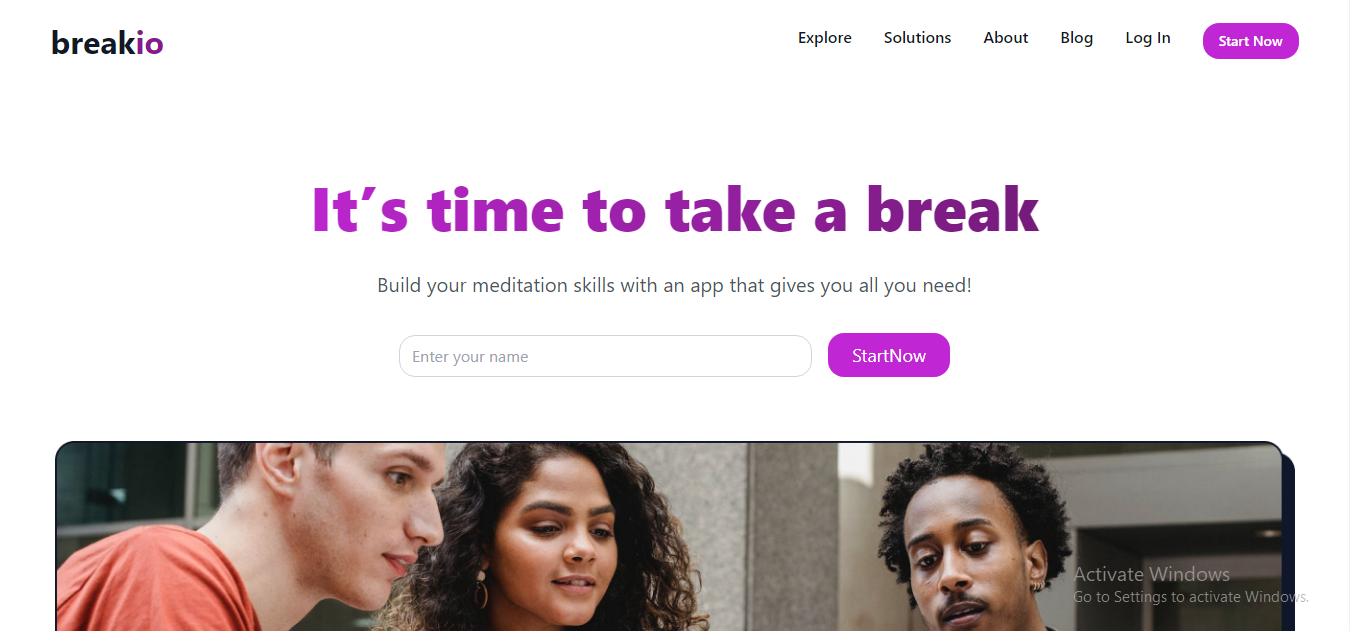 breakio
Explore Solutions About Blog Log In Start Now
It´s time to take a break
Build your meditation skills with an app that gives you all you need!
Enter your name StartNow
Activate Windows
Go to Settings to activate Windows.